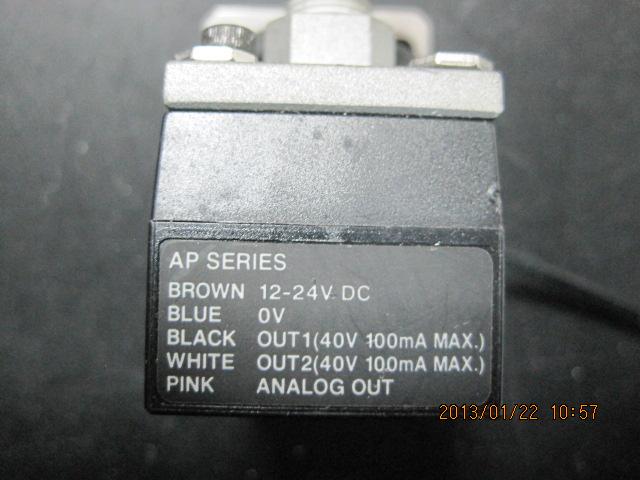 AP SERIES
BROWN 12-24V DC
BLUE 0V
BLACK OUT1(40V 100mA MAX.)
WHITE OUT2(40V 100mA MAX.)
PINK ANALOG OUT
2013/01/22 10:57